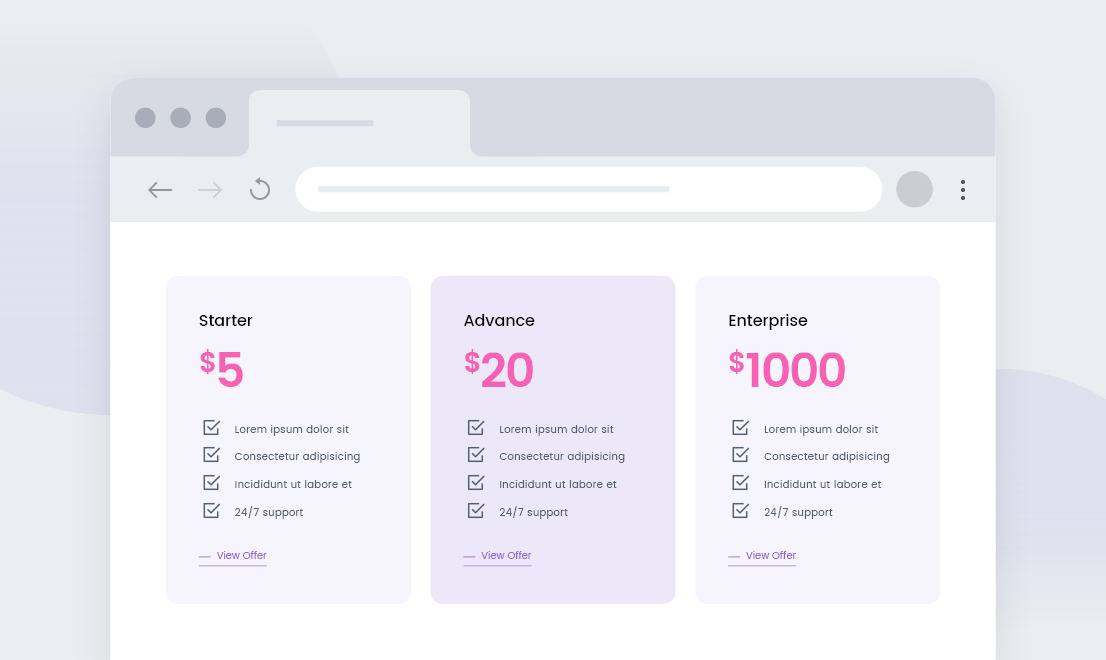 Starter
$5
Lorem ipsum dolor sit
Consectetur adipisicing
Incididunt ut labore et
24/7 support
— View Offer
Advance
$20
Lorem ipsum dolor sit
Consectetur adipisicing
Incididunt ut labore et
24/7 support
— View Offer
Enterprise
$1000
Lorem ipsum dolor sit
Consectetur adipisicing
Incididunt ut labore et
24/7 support
— View Offer